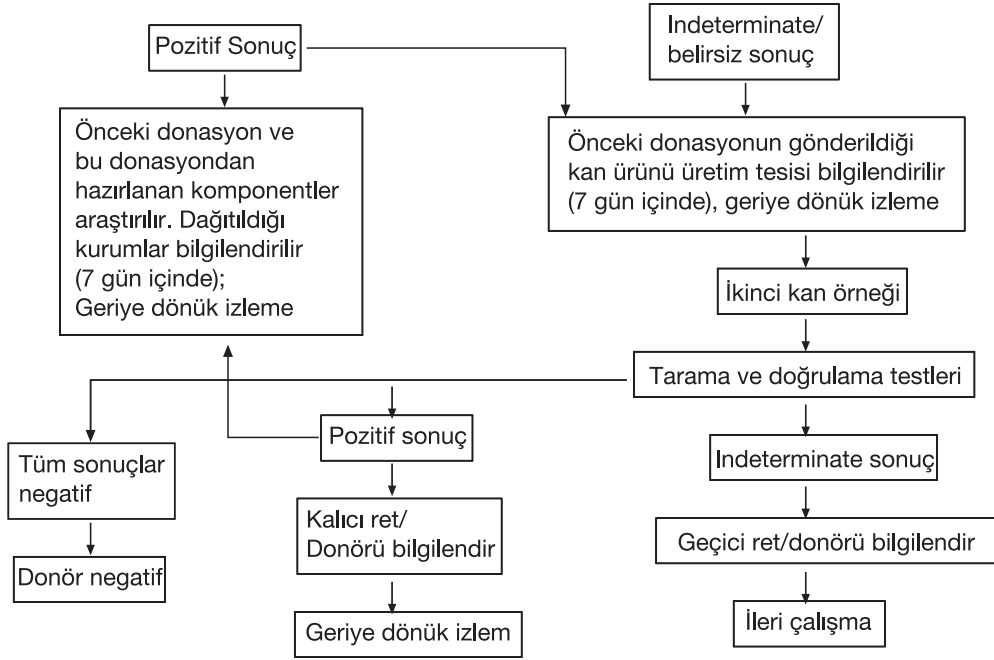 Pozitif Sonuç
Indeterminate/
belirsiz sonuç
Önceki donasyon ve
bu donasyondan
hazırlanan komponentler
araştırılır. Dağıtıldığı
kurumlar bilgilendirilir
(7 gün içinde);
Geriye dönük izleme
Önceki donasyonun gönderildiği
kan ürünü üretim tesisi bilgilendirilir
(7 gün içinde), geriye dönük izleme
İkinci kan örneği
Tarama ve doğrulama testleri
Tüm sonuçlar
negatif
Pozitif sonuç
Indeterminate sonuç
Donör negatif
Kalıcı ret/
Donörü bilgilendir
Geçici ret/donörü bilgilendir
Geriye dönük izlem
İleri çalışma